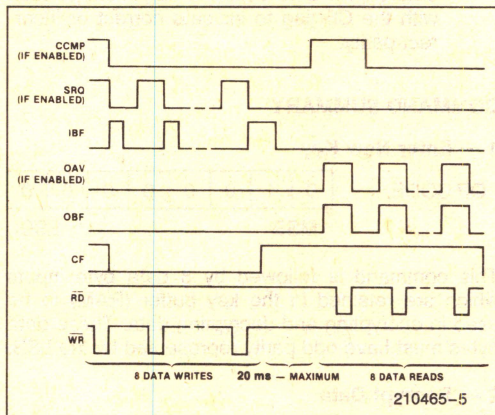 CCMP
(IF ENABLED)
SRQ
(IF ENABLED)
IBF
OAV
(IF ENABLED)
OBF
CF
RD
WR
8 DATA WRITES 20 ms — MAXIMUM 8 DATA READS
210465-5